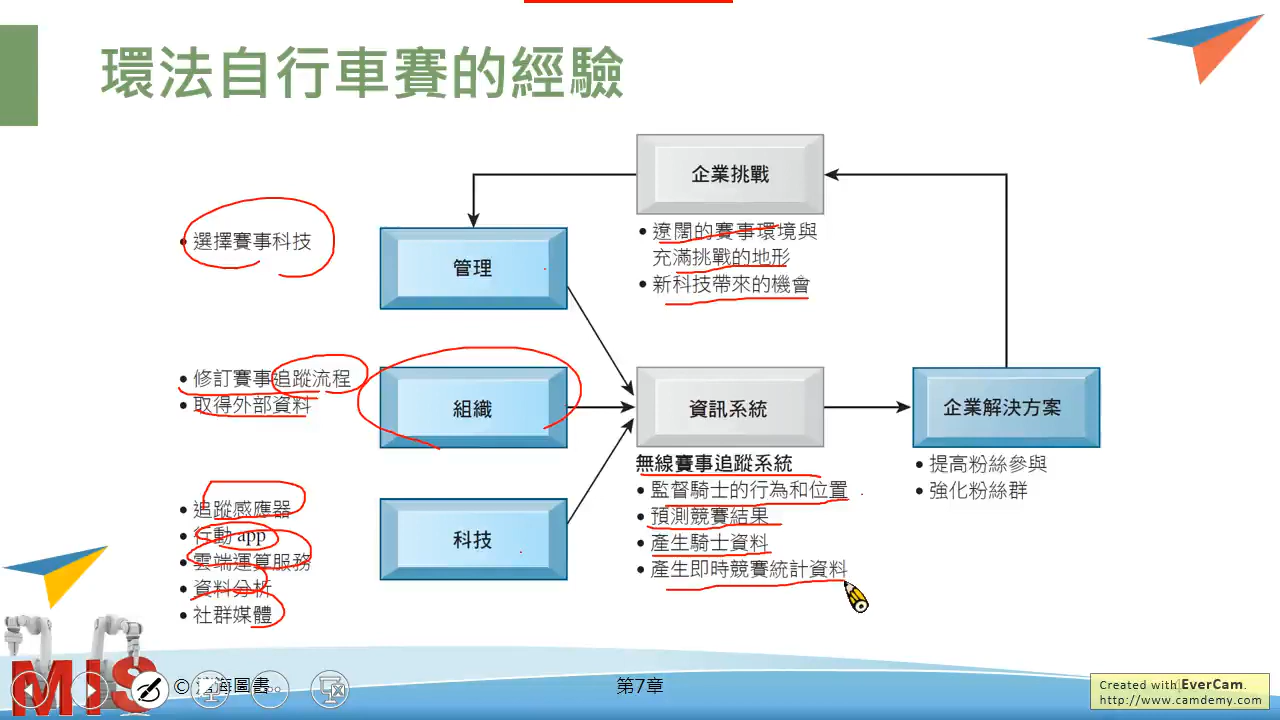 環法自行車賽的經驗
企業挑戰
• 遼闊的賽事環境與
充滿挑戰的地形
• 新科技帶來的機會
• 選擇賽事科技
管理
• 修訂賽事追蹤流程
• 取得外部資料
組織
資訊系統
企業解決方案
無線賽事追蹤系統
• 監督騎士的行為和位置
• 預測競賽結果
• 產生騎士資料
• 產生即時競賽統計資料
• 提高粉絲參與
• 強化粉絲群
• 追蹤感應器
• 行動 app
• 雲端運算服務
• 資料分析
• 社群媒體
科技
MIS
©
海圖書
第7章
Created with EverCam.
http://www.camdemy.com